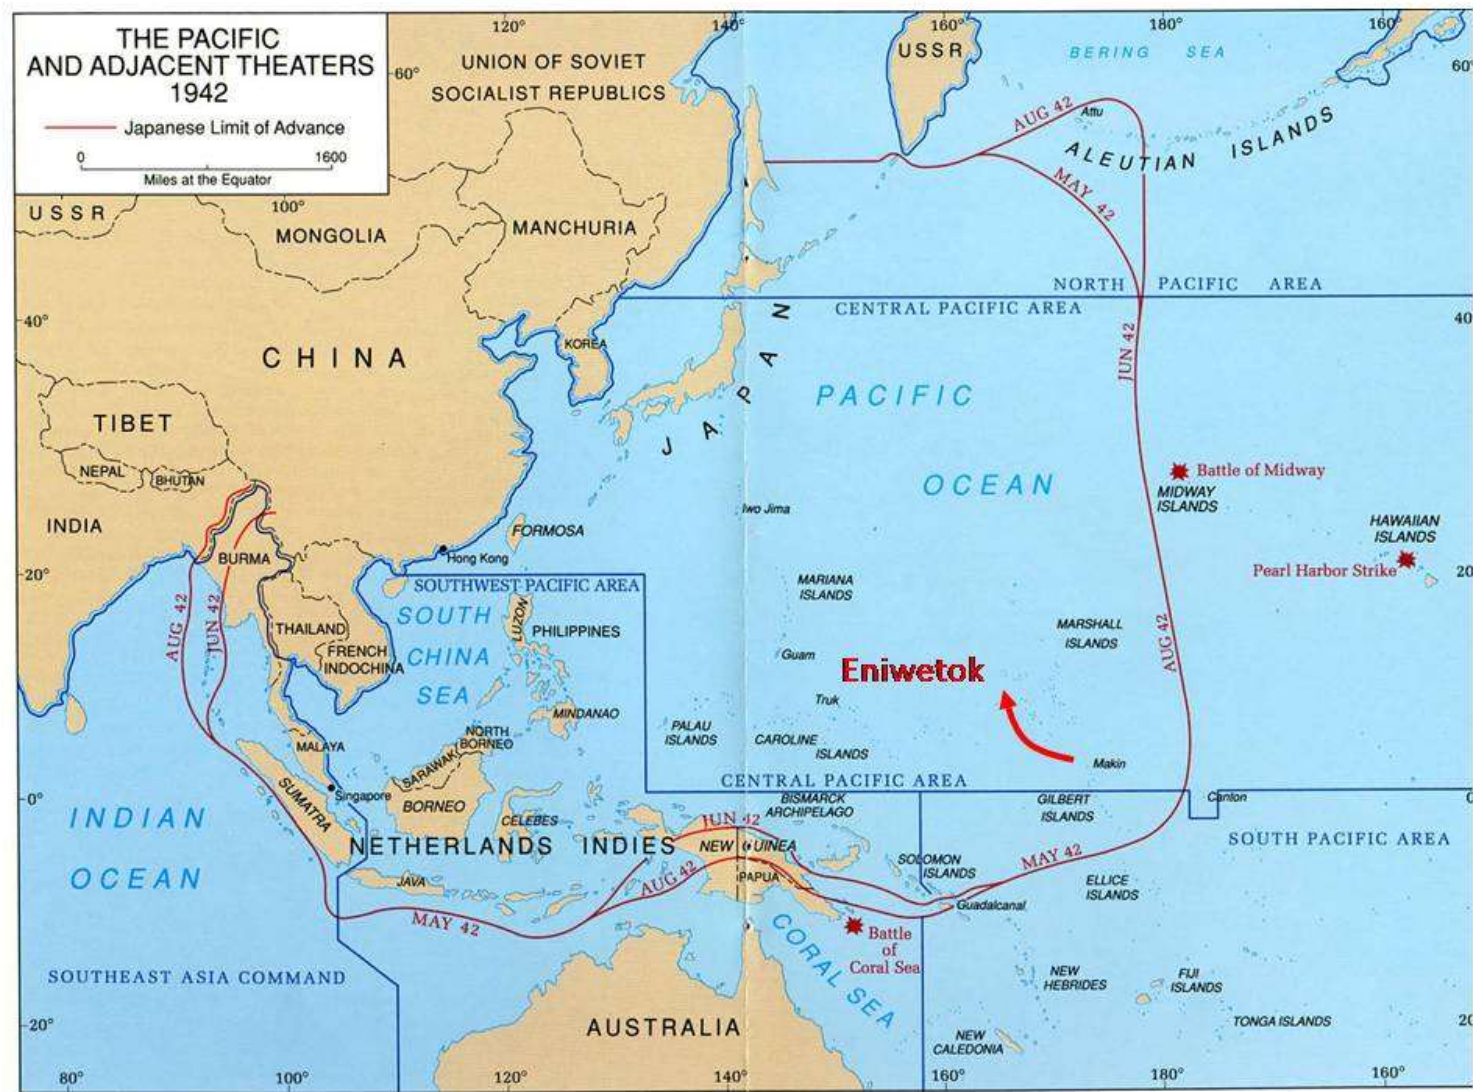 THE PACIFIC
AND ADJACENT THEATERS
1942
Japanese Limit of Advance
0 1600
Miles at the Equator
120° 140° 160° 180° 160°
60°
60°
UNION OF SOVIET
SOCIALIST REPUBLICS
USSR
BERING SEA
AUG 42
Attu
ALEUTIAN ISLANDS
MAY 42
USSR
100°
MONGOLIA
MANCHURIA
NORTH PACIFIC AREA
CENTRAL PACIFIC AREA
40°
40
JUN 42
KOREA
CHINA
JAPAN
PACIFIC
OCEAN
TIBET
NEPAL
BHUTAN
INDIA
BURMA
Battle of Midway
MIDWAY
ISLANDS
Iwo Jima
HAWAIIAN
ISLANDS
FORMOSA
Hong Kong
Pearl Harbor Strike
20°
20
SOUTHWEST PACIFIC AREA
MARIANA
ISLANDS
AUG 42
JUN 42
SOUTH
CHINA
SEA
LUZON
PHILIPPINES
THAILAND
FRENCH
INDOCHINA
MARSHALL
ISLANDS
AUG 42
Guam
Eniwetok
Truk
MINDANAO
PALAU
ISLANDS
CAROLINE
ISLANDS
NORTH
BORNEO
MALAYA
SARAWAK
Makin
CENTRAL PACIFIC AREA
0°
0
Singapore
SUMATRA
BORNEO
CELEBES
BISMARCK
ARCHIPELAGO
GILBERT
ISLANDS
Canton
INDIAN
OCEAN
JUN 42
NETHERLANDS INDIES
NEW GUINEA
SOUTH PACIFIC AREA
SOLOMON
ISLANDS
MAY 42
JAVA
AUG 42
PAPUA
ELLICE
ISLANDS
Guadalcanal
MAY 42
Battle
of
Coral Sea
CORAL SEA
SOUTHEAST ASIA COMMAND
NEW
HEBRIDES
FIJI
ISLANDS
20°
20
AUSTRALIA
TONGA ISLANDS
NEW
CALEDONIA
80° 100° 120° 140° 160° 180° 160°